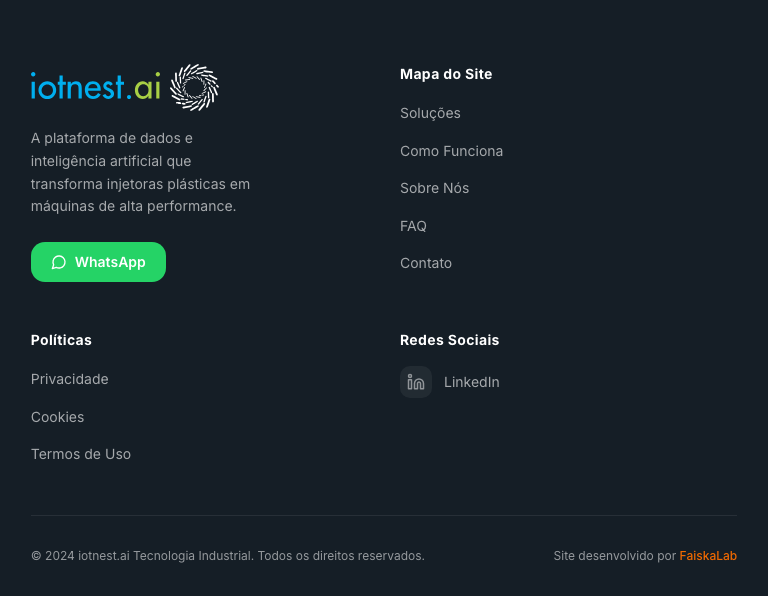 iotnest.ai
A plataforma de dados e
inteligência artificial que
transforma injetoras plásticas em
máquinas de alta performance.
WhatsApp
Mapa do Site
Soluções
Como Funciona
Sobre Nós
FAQ
Contato
Políticas
Privacidade
Cookies
Termos de Uso
Redes Sociais
LinkedIn
© 2024 iotnest.ai Tecnologia Industrial. Todos os direitos reservados.
Site desenvolvido por FaiskaLab